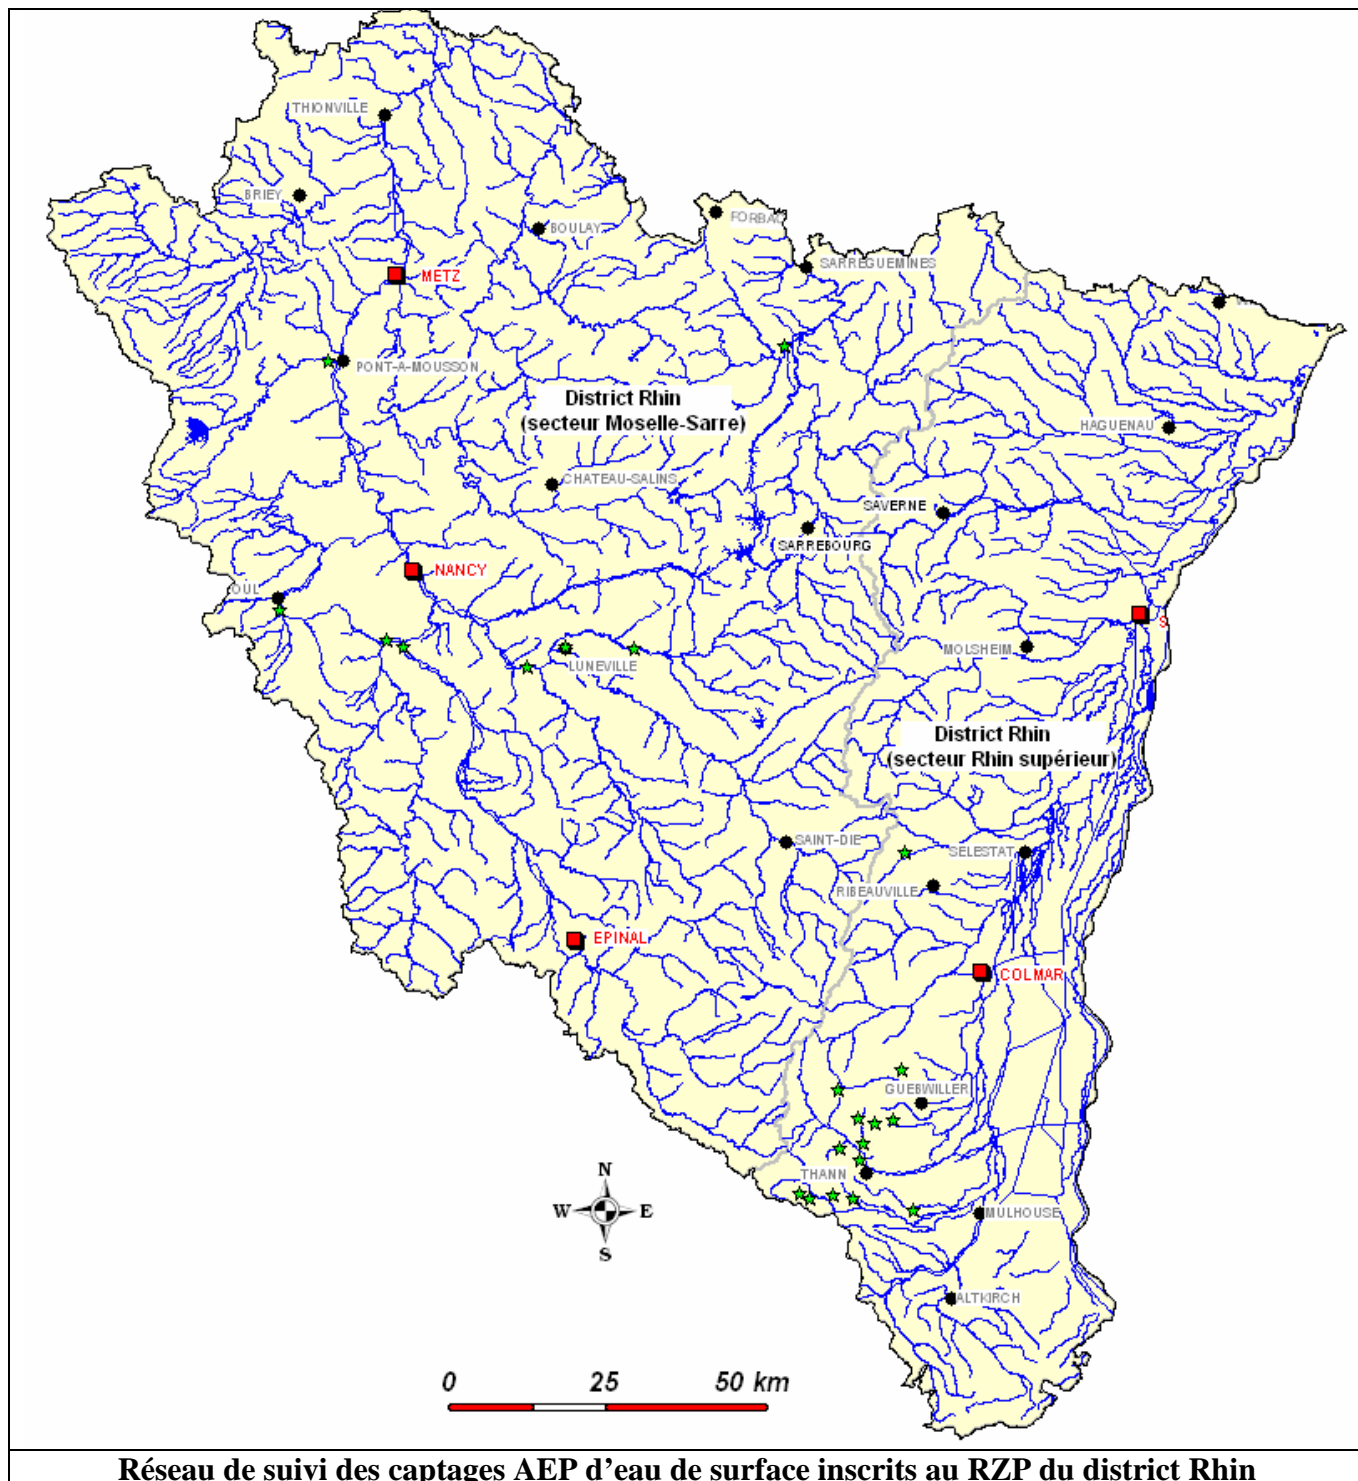 THIONVILLE
BRIEY
BOULAY
FORBAC
SARREGUEMINES
METZ
PONT-A-MOUSSON
District Rhin
(secteur Moselle-Sarre)
HAGUENAU
CHATEAU-SALINS
SAVERNE
SARREBOURG
NANCY
OUL
S
MOLSHEIM
LUNEVILLE
District Rhin
(secteur Rhin supérieur)
SAINT-DIE
SELESTAT
RIBEAUVILLE
EPINAL
COLMAR
GUEBWILLER
THANN
N
W E
S
MULHOUSE
ALTKIRCH
0 25 50 km
Réseau de suivi des captages AEP d'eau de surface inscrits au RZP du district Rhin